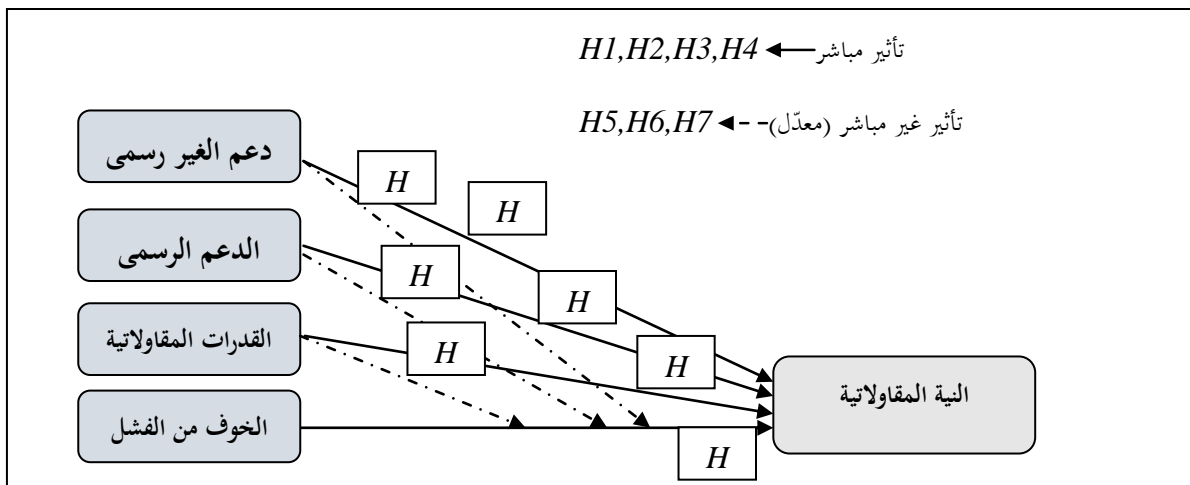 تأثير مباشر H1,H2,H3,H4
تأثير غير مباشر (معدّل) H5,H6,H7
دعم الغير رسمى
H
H
الدعم الرسمى
H
H
القدرات المقاولاتية
H
H
النية المقاولاتية
الخوف من الفشل
H